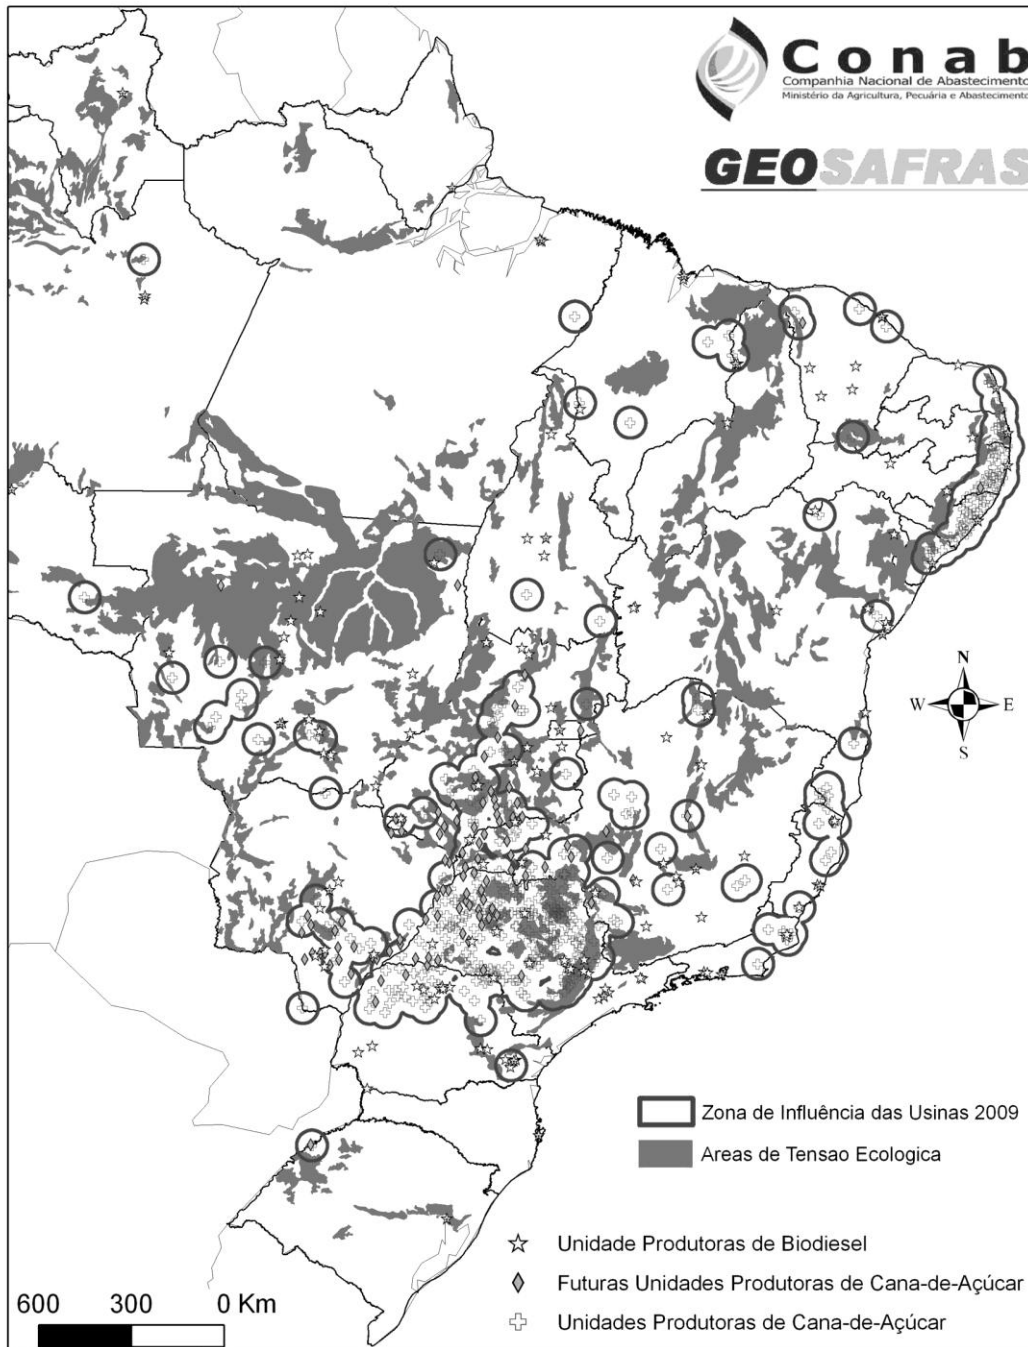 Conab
Companhia Nacional de Abastecimento
Ministério da Agricultura, Pecuária e Abastecimento
GEOSAFRAS
N
W
E
S
Zona de Influência das Usinas 2009
Areas de Tensao Ecologica
Unidade Produtoras de Biodiesel
Futuras Unidades Produtoras de Cana-de-Açúcar
Unidades Produtoras de Cana-de-Açúcar
600 300 0 Km